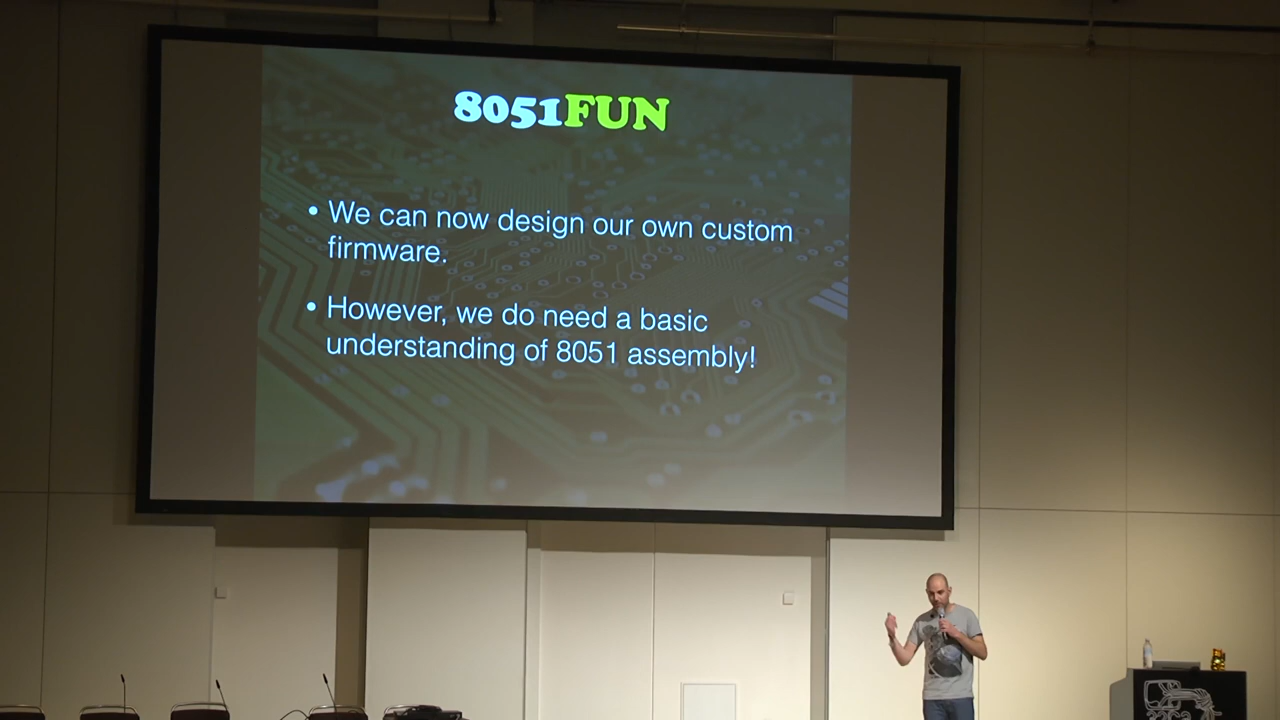 8051FUN
• We can now design our own custom
firmware.
• However, we do need a basic
understanding of 8051 assembly!